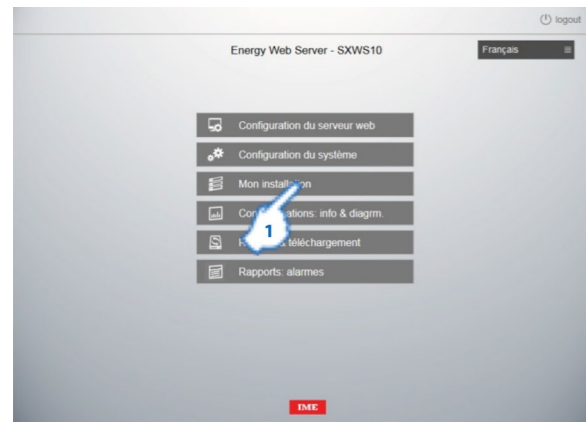 logout
Energy Web Server - SXWS10
Français
Configuration du serveur web
Configuration du système
Mon installation
info & diagrm.
1
téléchargement
Rapports: alarmes
IME